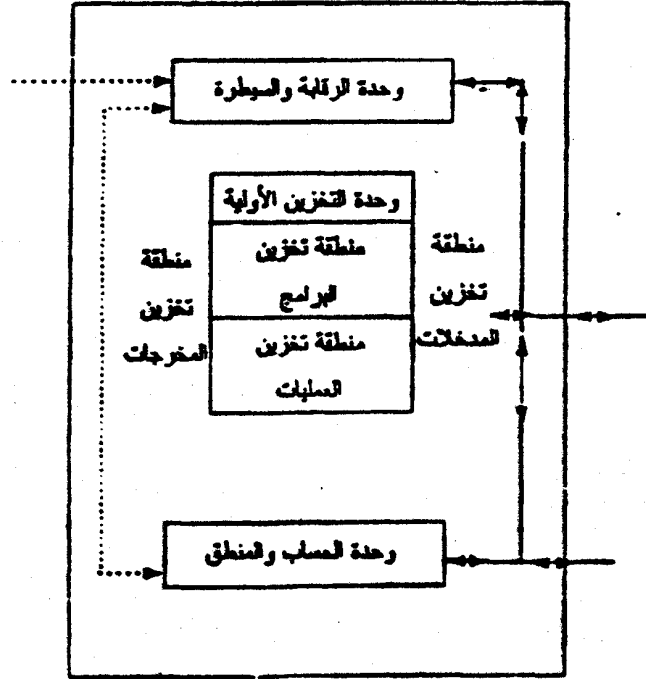 وحدة الرقابة والسيطرة
وحدة التخزين الأولية
منطقة
تخزين
المدخلات
منطقة تخزين
البرامج
منطقة تخزين
العمليات
منطقة
تخزين
المخرجات
وحدة الحساب والمنطق